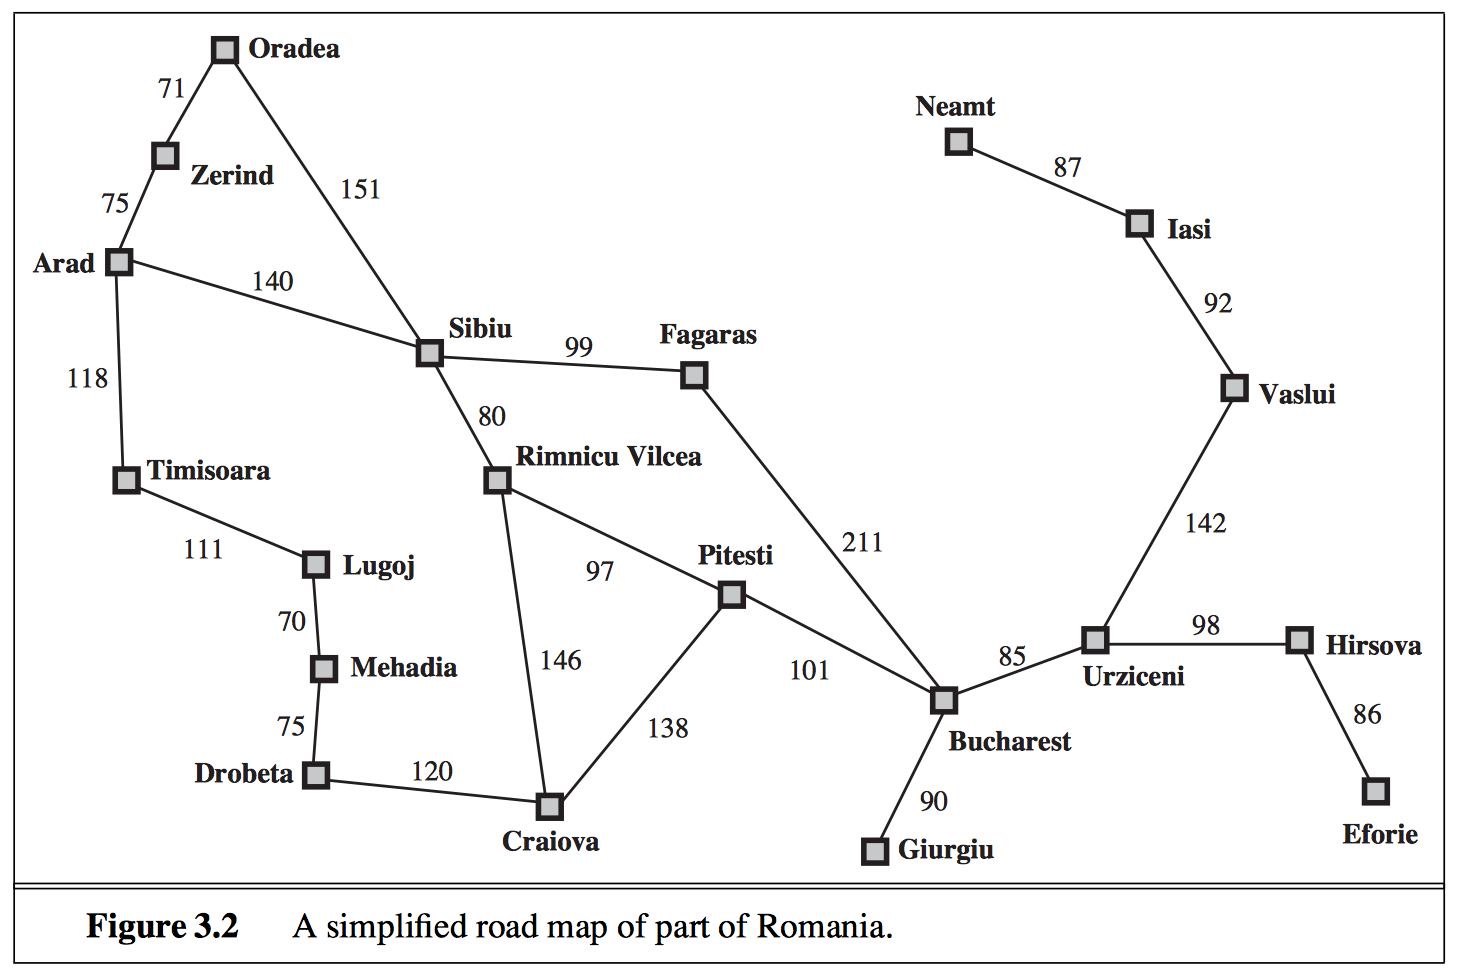 Oradea
71
Neamt
87
Zerind
151
75
Iasi
Arad
140
92
Sibiu
Fagaras
99
118
Vaslui
80
Rimnicu Vilcea
Timisoara
142
211
111
Pitesti
Lugoj
97
70
98
Hirsova
85
Mehadia
146
101
Urziceni
86
75
138
Bucharest
Drobeta
120
90
Eforie
Craiova
Giurgiu
Figure 3.2 A simplified road map of part of Romania.